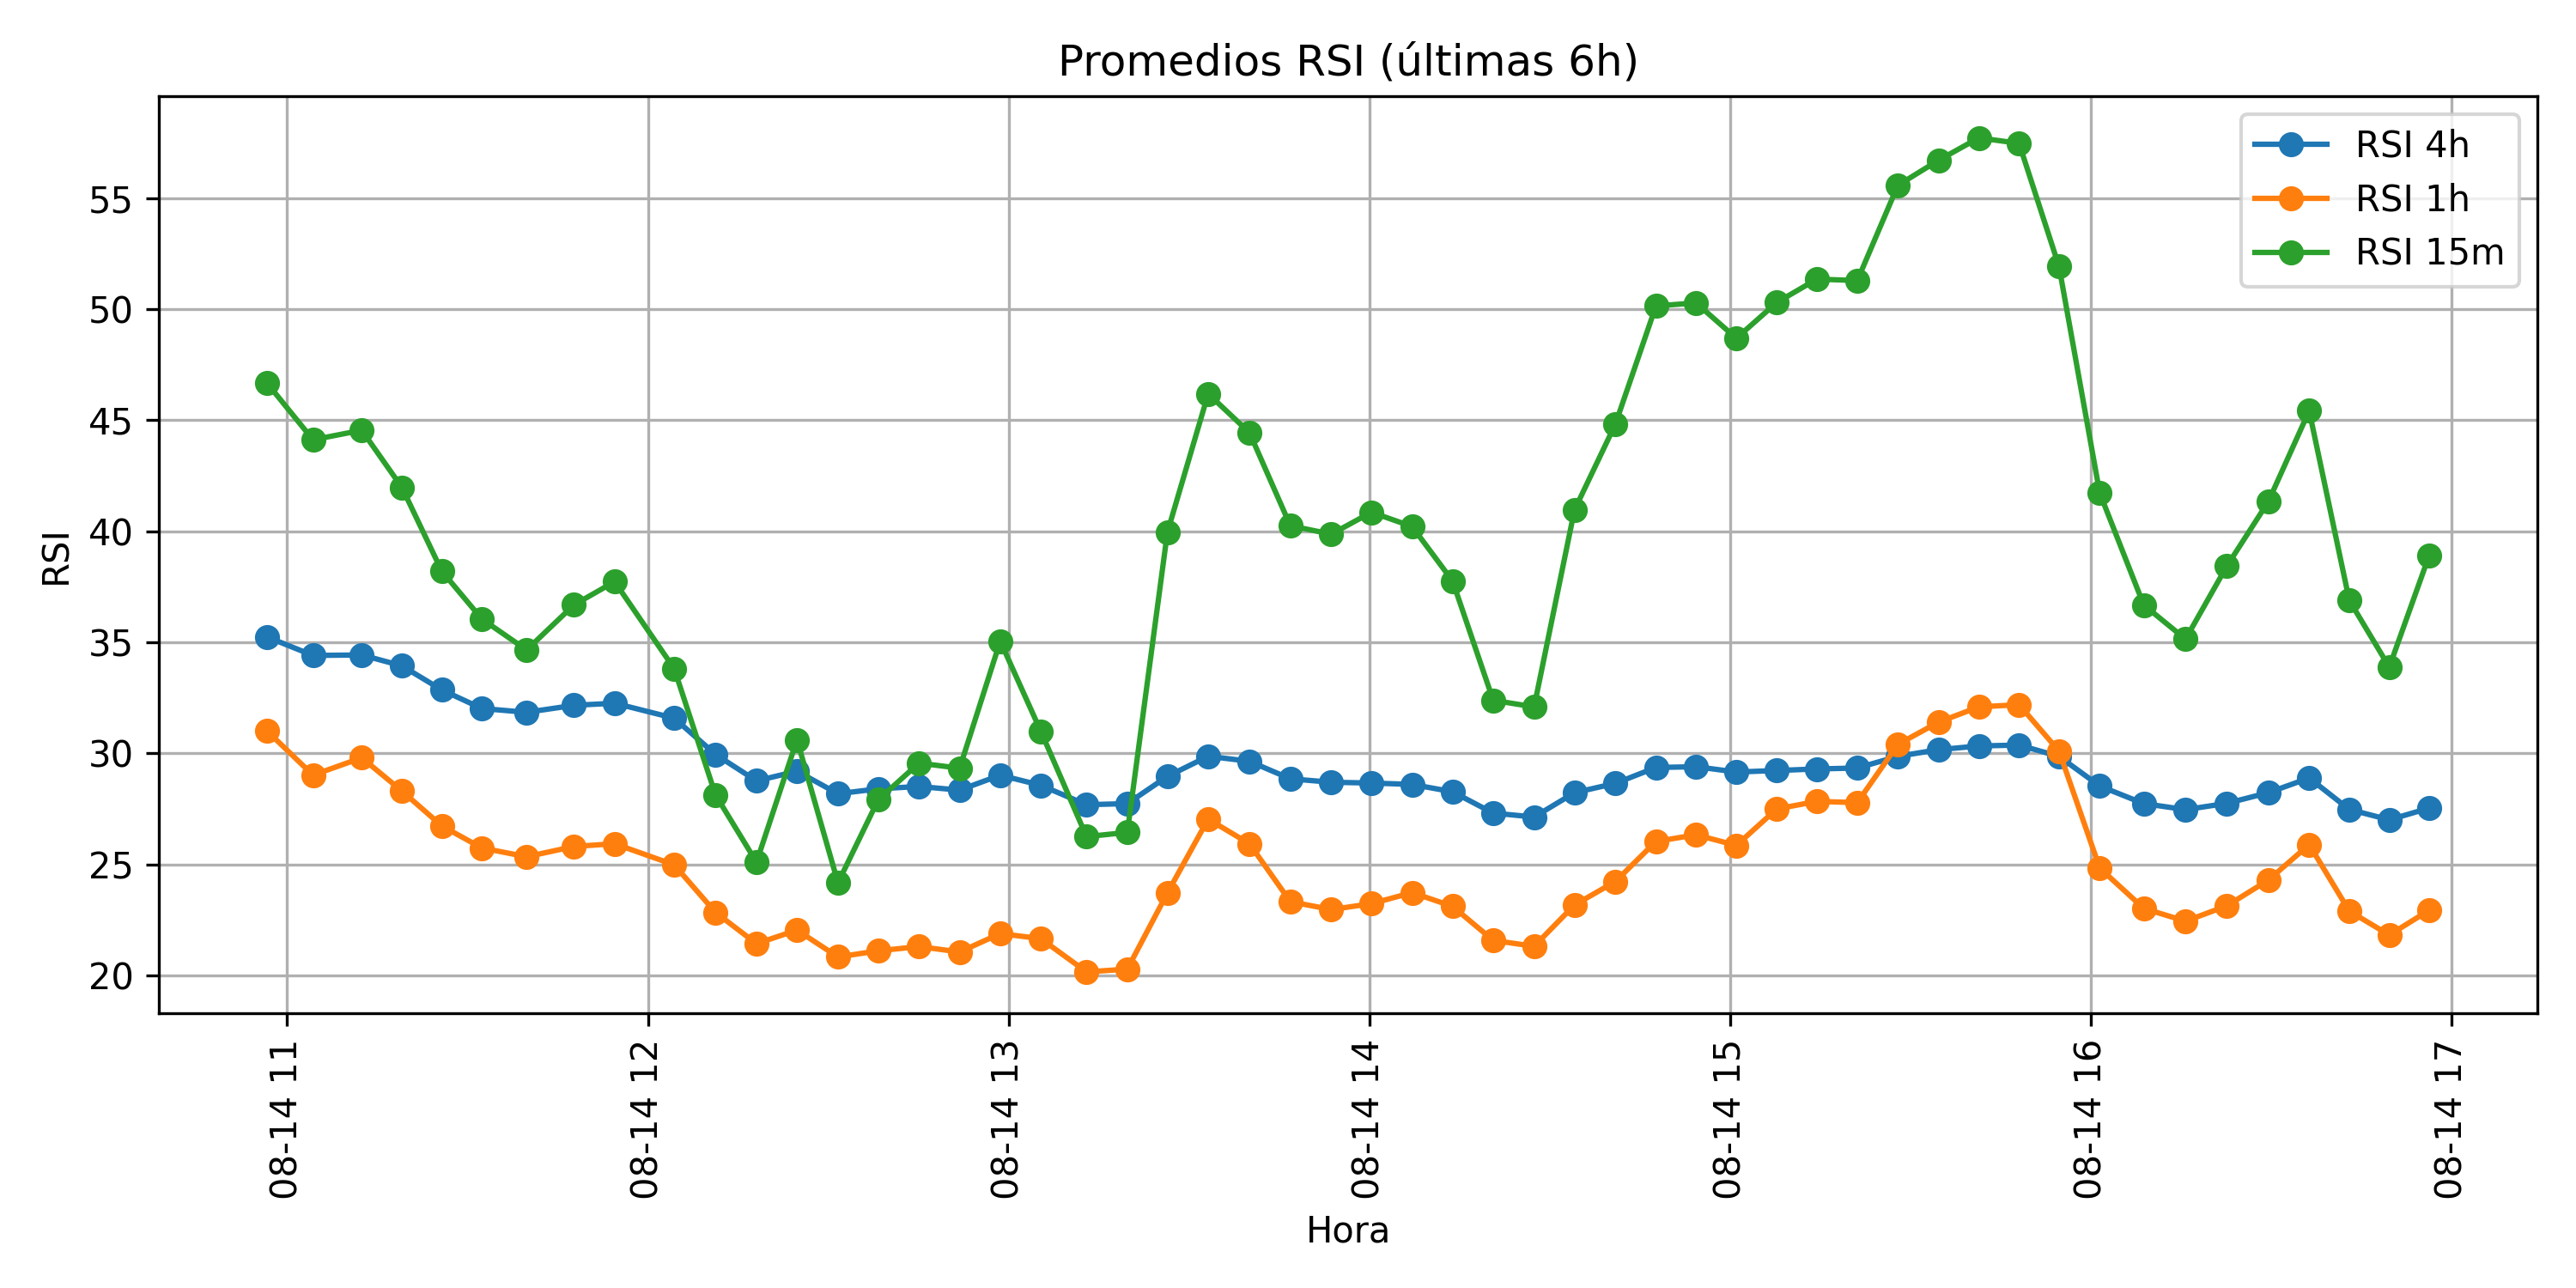 Promedios RSI (últimas 6h)
RSI 4h
RSI 1h
RSI 15m
RSI
55
50
45
40
35
30
25
20
08-14 11
08-14 12
08-14 13
08-14 14
08-14 15
08-14 16
08-14 17
Hora